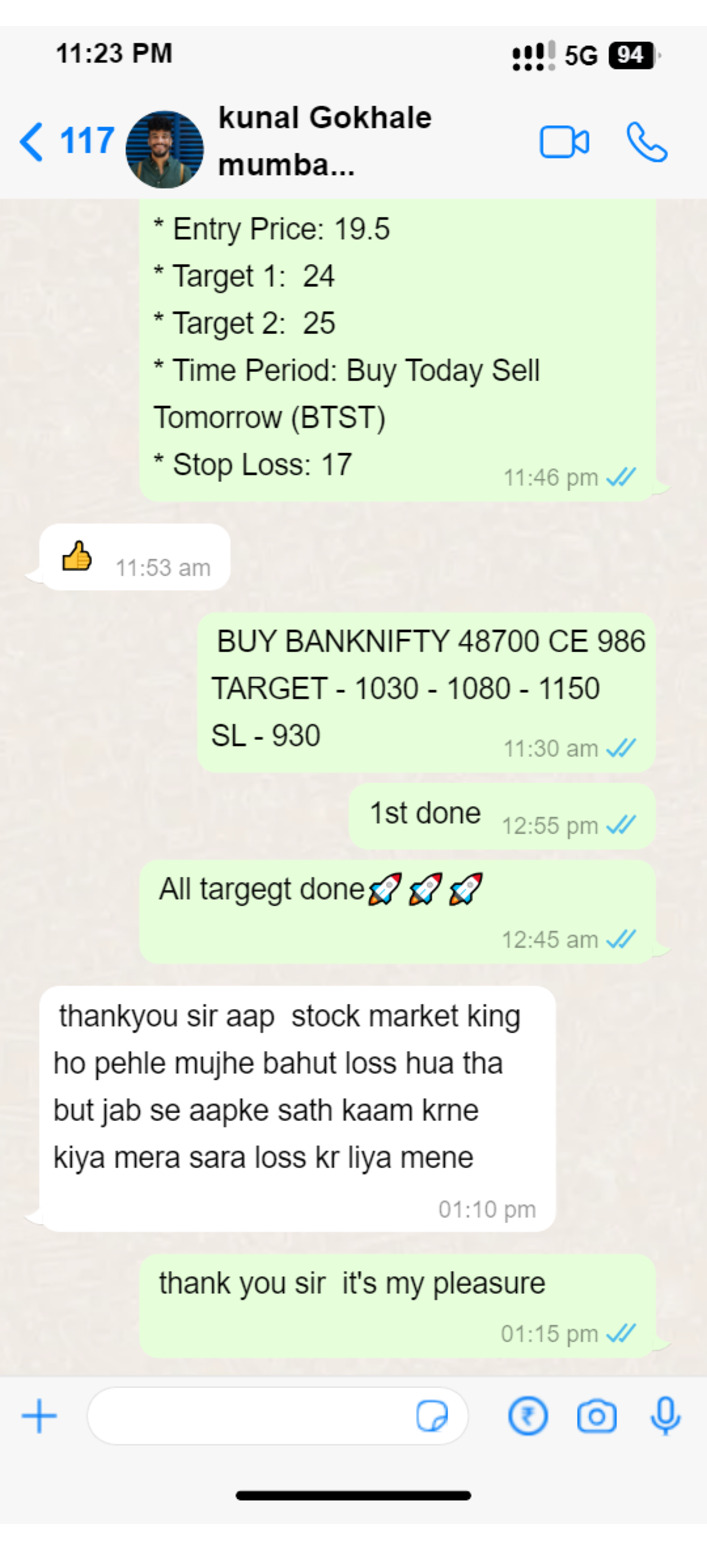 11:23 PM
5G 94
117
kunal Gokhale
mumba...
* Entry Price: 19.5
* Target 1: 24
* Target 2: 25
* Time Period: Buy Today Sell
Tomorrow (BTST)
* Stop Loss: 17
11:46 pm
👍 11:53 am
BUY BANKNIFTY 48700 CE 986
TARGET - 1030 - 1080 - 1150
SL - 930
11:30 am
1st done 12:55 pm
All targegt done🚀🚀🚀
12:45 am
thankyou sir aap stock market king
ho pehle mujhe bahut loss hua tha
but jab se aapke sath kaam krne
kiya mera sara loss kr liya mene
01:10 pm
thank you sir it's my pleasure
01:15 pm
₹